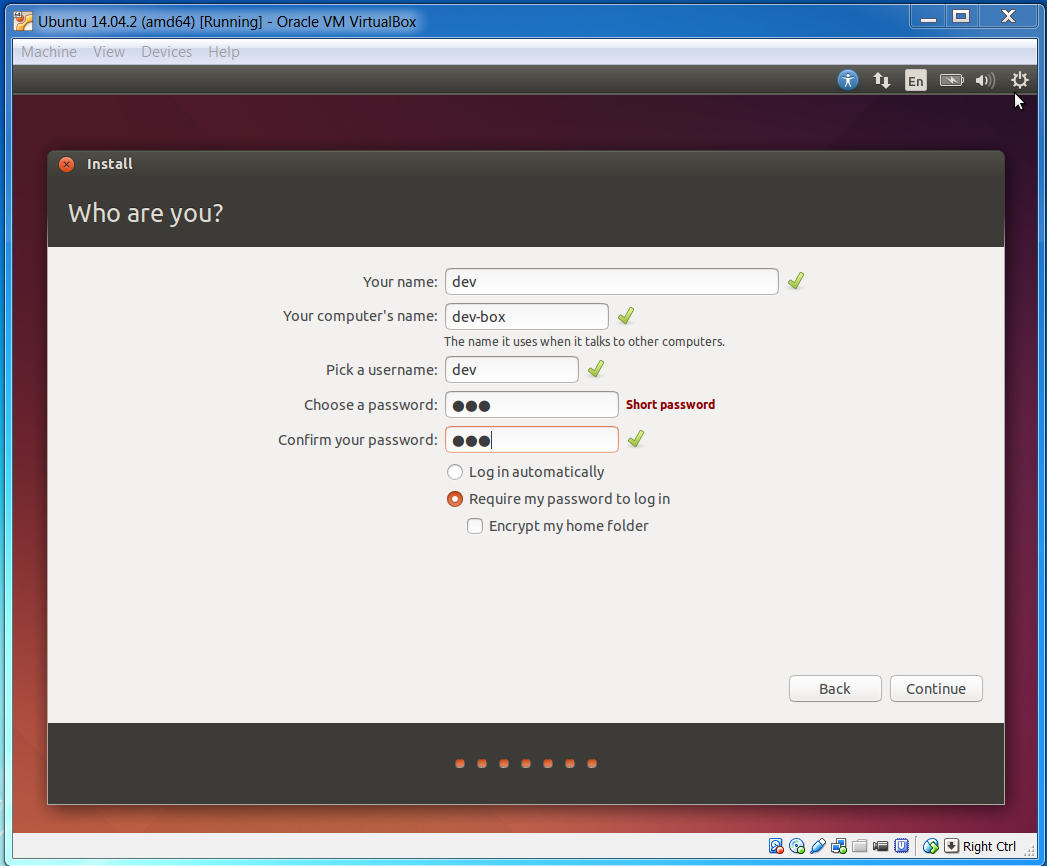 Ubuntu 14.04.2 (amd64) [Running] - Oracle VM VirtualBox
Machine View Devices Help
En
Install
Who are you?
Your name: dev
Your computer's name: dev-box
The name it uses when it talks to other computers.
Pick a username: dev
Choose a password: ●●● Short password
Confirm your password: ●●●
Log in automatically
Require my password to log in
Encrypt my home folder
Back Continue
Right Ctrl